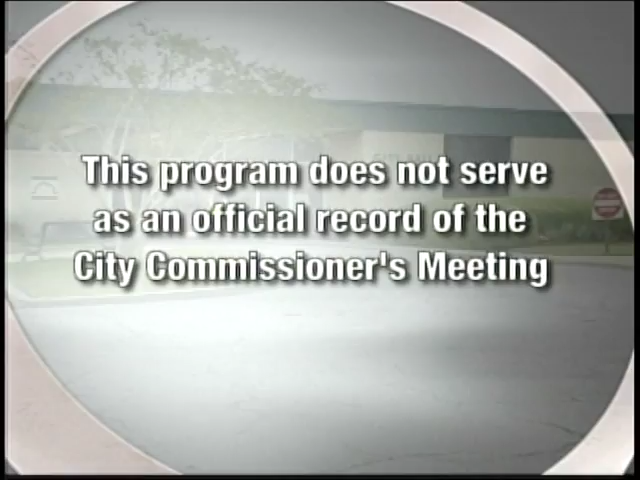 This program does not serve
as an official record of the
City Commissioner's Meeting